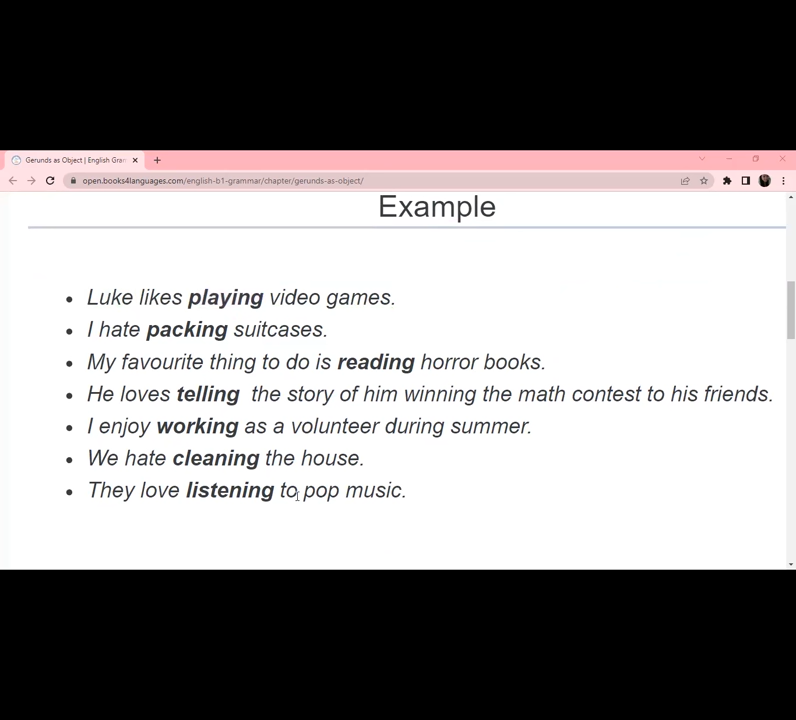 Gerunds as Object | English Gra
open.books4languages.com/english-b1-grammar/chapter/gerunds-as-object/
Example
Luke likes playing video games.
I hate packing suitcases.
My favourite thing to do is reading horror books.
He loves telling the story of him winning the math contest to his friends.
I enjoy working as a volunteer during summer.
We hate cleaning the house.
They love listening to pop music.